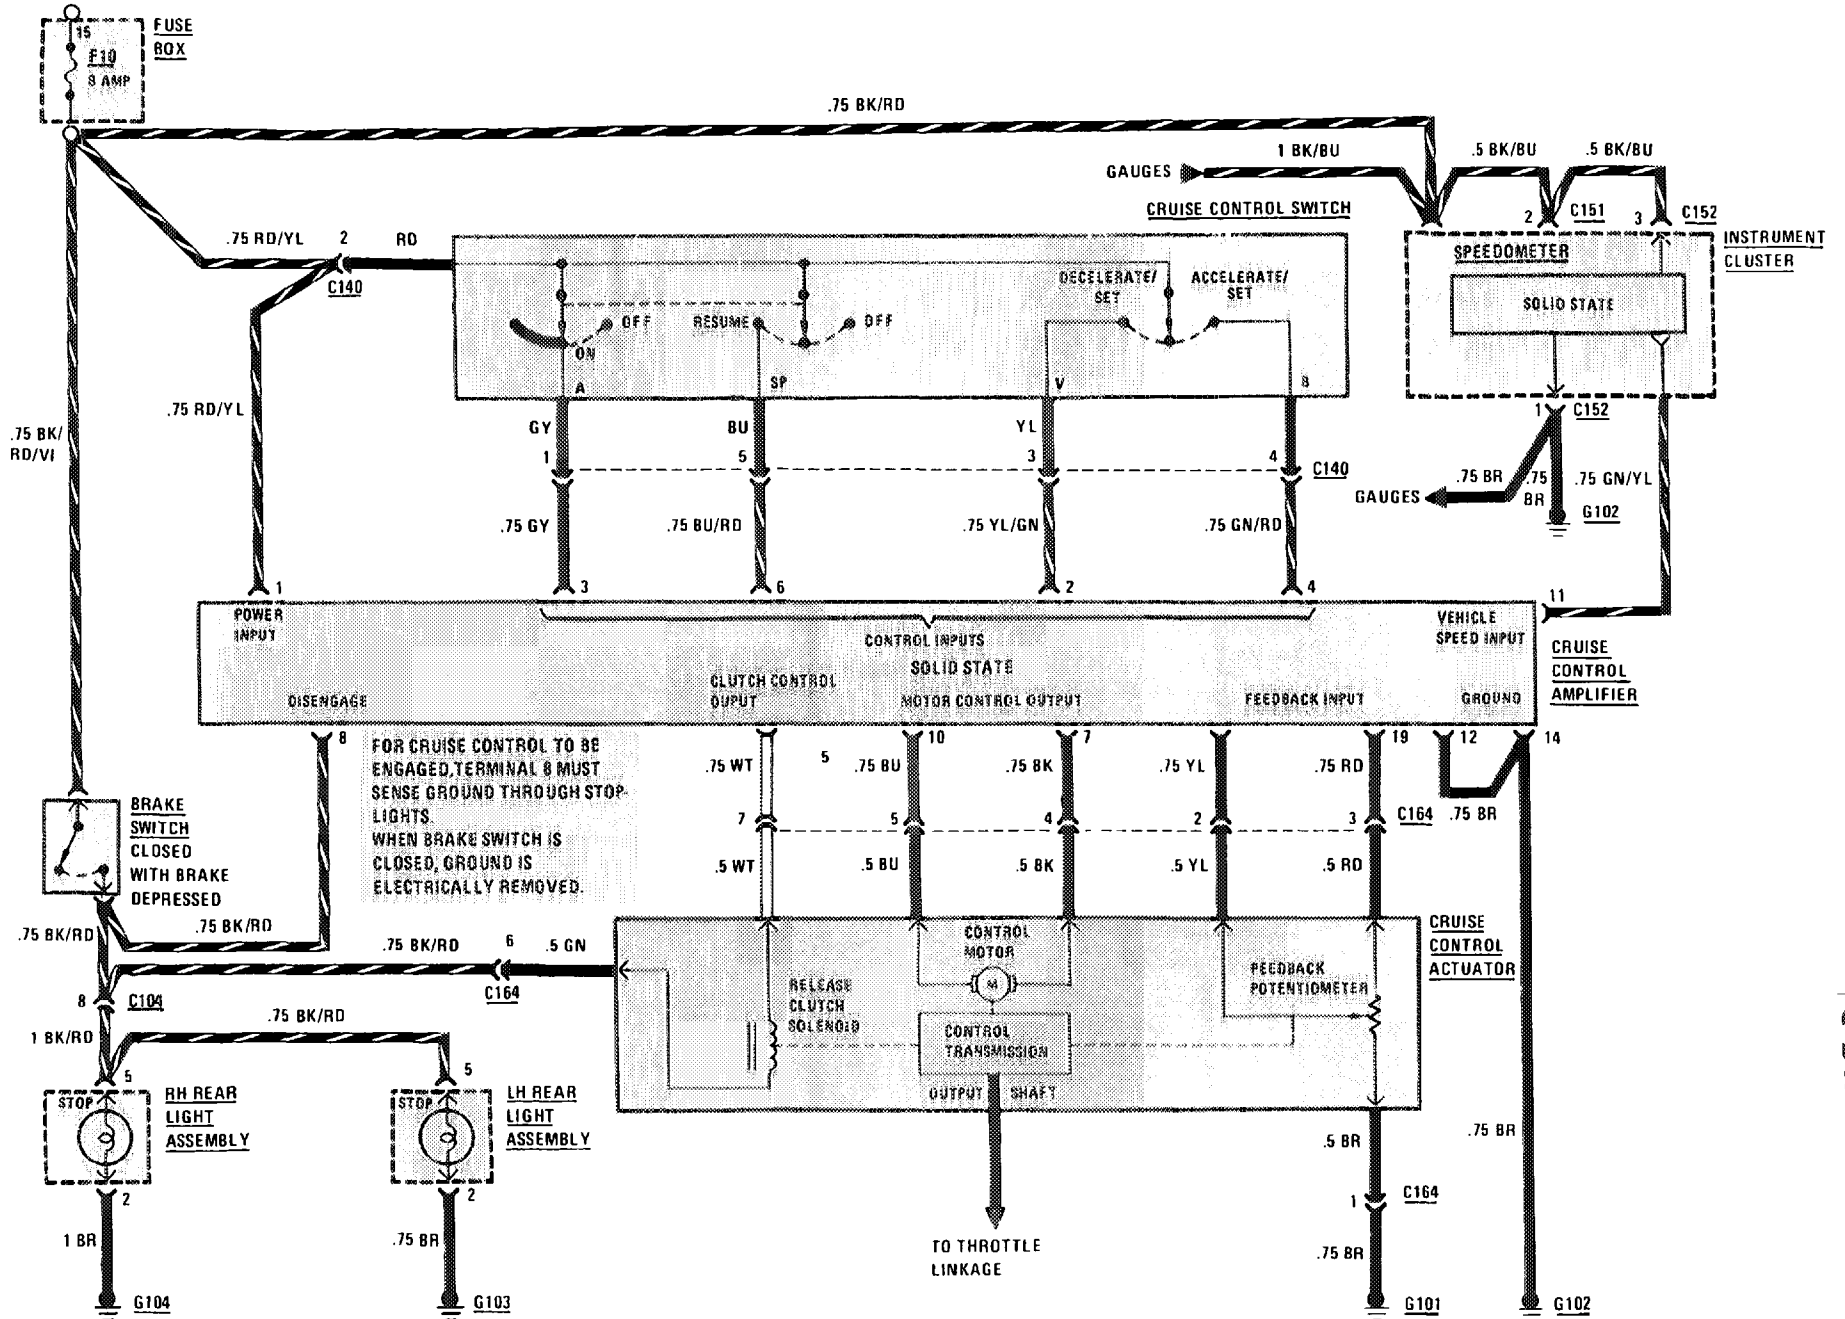 15
F10
8 AMP
FUSE
BOX
.75 BK/RD
GAUGES
1 BK/BU
.5 BK/BU
.5 BK/BU
CRUISE CONTROL SWITCH
2
C151
3
C152
.75 RD/YL
2
RD
C140
INSTRUMENT
CLUSTER
SPEEDOMETER
SOLID STATE
DECELERATE/
SET
ACCELERATE/
SET
OFF
RESUME
OFF
ON
A
SP
V
B
.75 RD/YL
.75 BK/
RD/VI
GY
BU
YL
1
5
3
4
C140
1
C152
.75 BR
.75
BR
.75 GN/YL
GAUGES
G102
.75 GY
.75 BU/RD
.75 YL/GN
.75 GN/RD
1
3
6
2
4
11
POWER
INPUT
CONTROL INPUTS
SOLID STATE
VEHICLE
SPEED INPUT
CRUISE
CONTROL
AMPLIFIER
DISENGAGE
CLUTCH CONTROL
OUPUT
MOTOR CONTROL OUTPUT
FEEDBACK INPUT
GROUND
8
5
10
7
19
12
14
FOR CRUISE CONTROL TO BE
ENGAGED, TERMINAL 8 MUST
SENSE GROUND THROUGH STOP-
LIGHTS.
WHEN BRAKE SWITCH IS
CLOSED, GROUND IS
ELECTRICALLY REMOVED.
.75 WT
.75 BU
.75 BK
.75 YL
.75 RD
7
5
4
2
3
C164
.75 BR
.5 WT
.5 BU
.5 BK
.5 YL
.5 RD
BRAKE
SWITCH
CLOSED
WITH BRAKE
DEPRESSED
.75 BK/RD
.75 BK/RD
.75 BK/RD
6
.5 GN
C164
8
C104
1 BK/RD
.75 BK/RD
CONTROL
MOTOR
M
RELEASE
CLUTCH
SOLENOID
CONTROL
TRANSMISSION
OUTPUT SHAFT
FEEDBACK
POTENTIOMETER
CRUISE
CONTROL
ACTUATOR
5
STOP
RH REAR
LIGHT
ASSEMBLY
5
STOP
LH REAR
LIGHT
ASSEMBLY
2
2
1 BR
.75 BR
G104
G103
TO THROTTLE
LINKAGE
.5 BR
1
C164
.75 BR
.75 BR
G101
G102